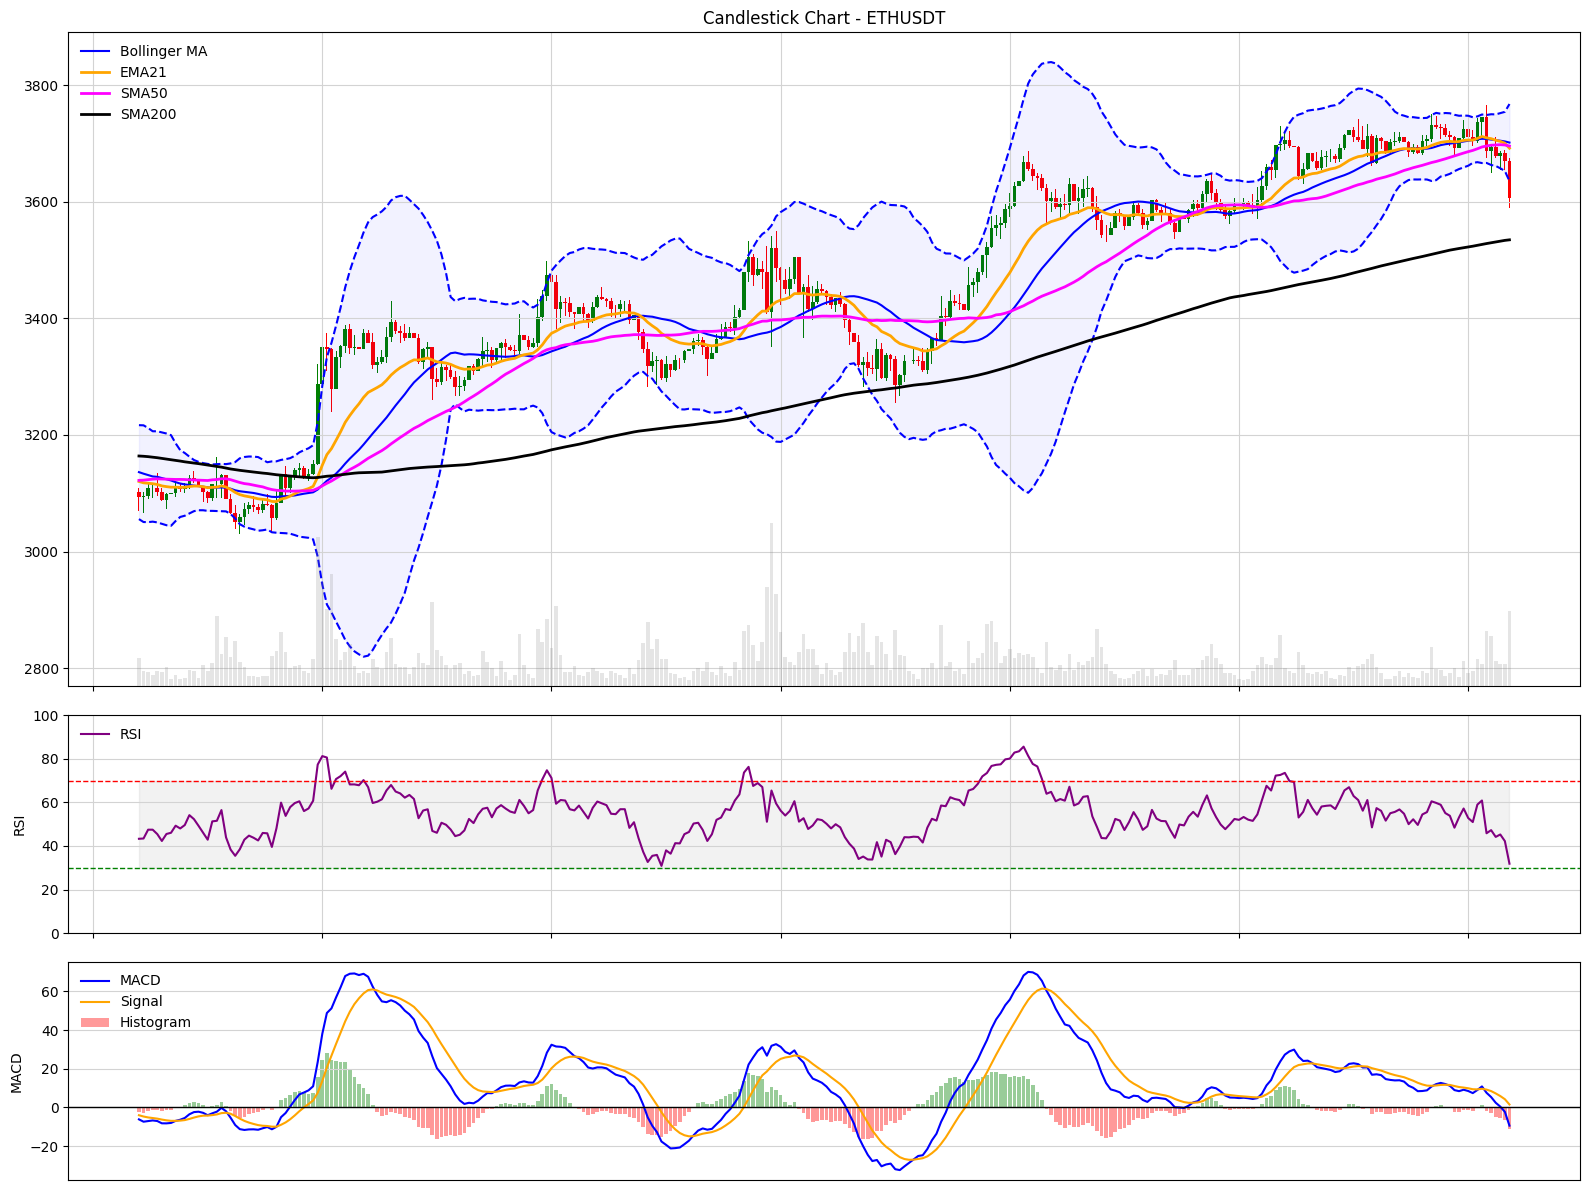 Candlestick Chart - ETHUSDT
Bollinger MA
EMA21
SMA50
SMA200
3800
3600
3400
3200
3000
2800
RSI
100
80
60
40
20
0
RSI
MACD
Signal
Histogram
60
40
20
0
−20
MACD